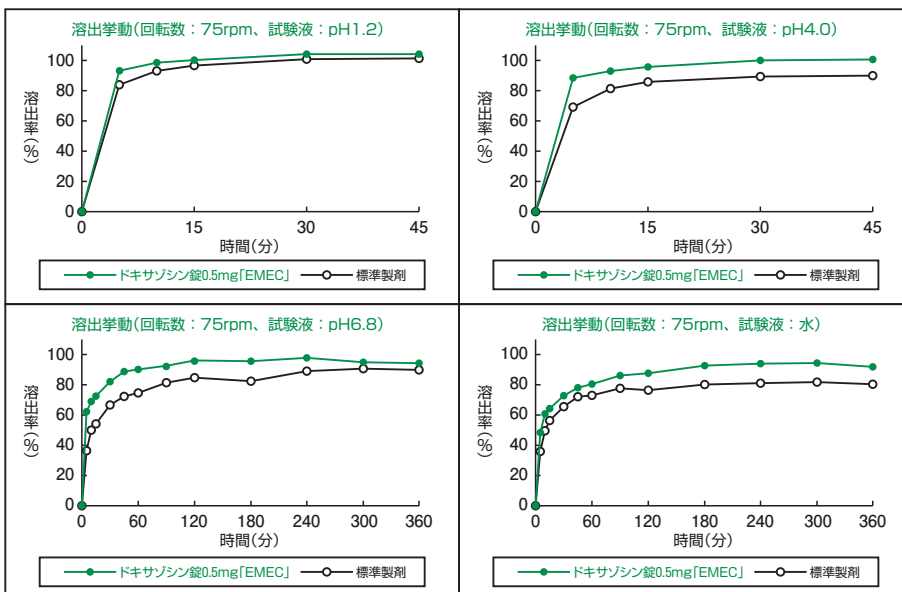 溶出挙動(回転数：75rpm、試験液：pH1.2)
溶出率(%)
100
80
60
40
20
0
0 15 30 45
時間(分)
ドキサゾシン錠0.5mg「EMEC」 標準製剤
溶出挙動(回転数：75rpm、試験液：pH4.0)
溶出率(%)
100
80
60
40
20
0
0 15 30 45
時間(分)
ドキサゾシン錠0.5mg「EMEC」 標準製剤
溶出挙動(回転数：75rpm、試験液：pH6.8)
溶出率(%)
100
80
60
40
20
0
0 60 120 180 240 300 360
時間(分)
ドキサゾシン錠0.5mg「EMEC」 標準製剤
溶出挙動(回転数：75rpm、試験液：水)
溶出率(%)
100
80
60
40
20
0
0 60 120 180 240 300 360
時間(分)
ドキサゾシン錠0.5mg「EMEC」 標準製剤